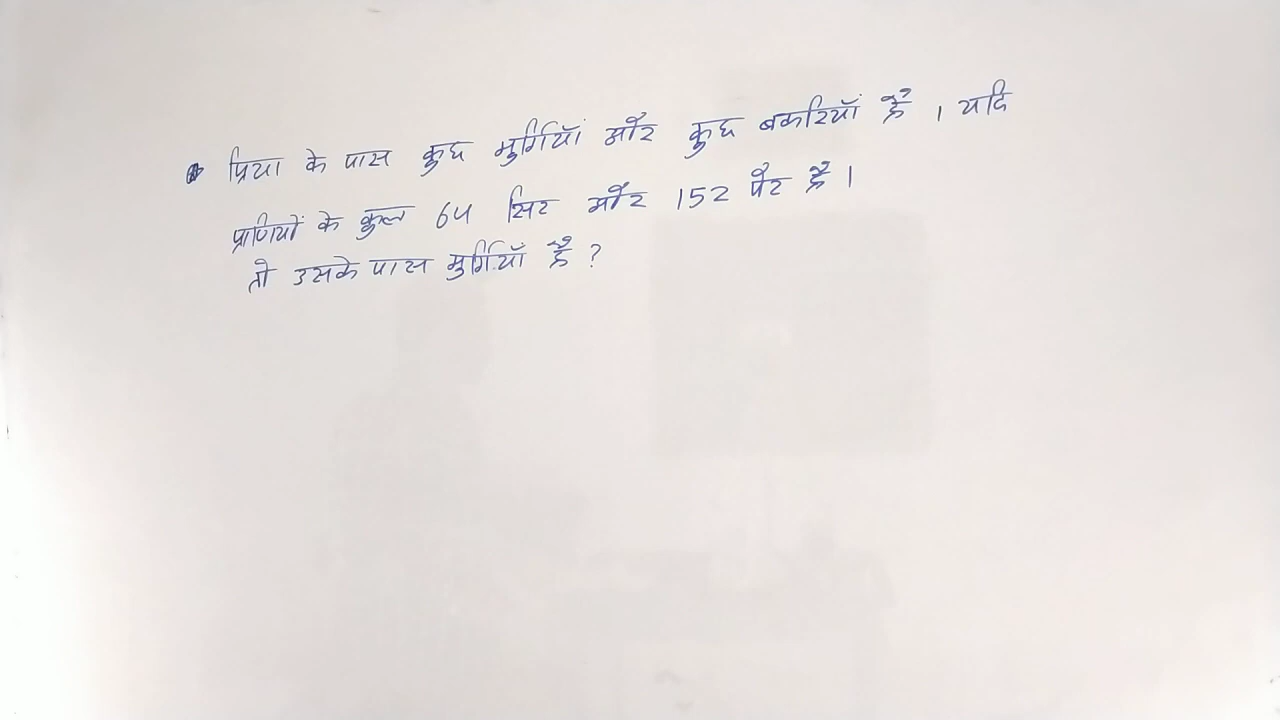 • प्रिया के पास कुछ मुर्गियाँ और कुछ बकरियाँ हैं , यदि
प्राणियों के कुल 64 सिर और 152 पैर हैं ।
तो उसके पास मुर्गियाँ हैं ?